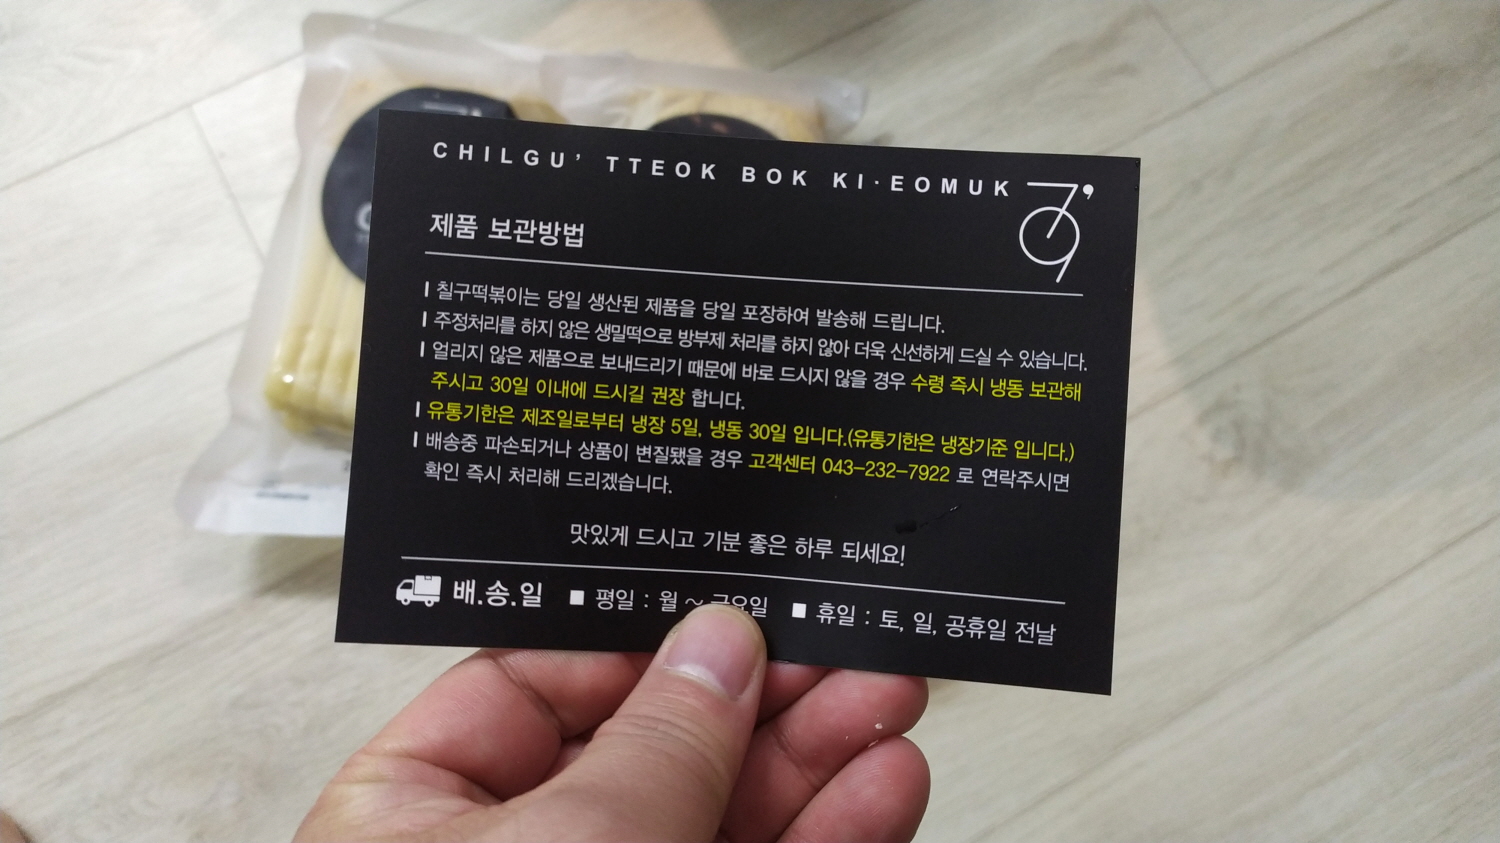 CHILGU' TTEOK BOK KI·EOMUK 79
제품 보관방법
칠구떡볶이는 당일 생산된 제품을 당일 포장하여 발송해 드립니다.
주정처리를 하지 않은 생밀떡으로 방부제 처리를 하지 않아 더욱 신선하게 드실 수 있습니다.
얼리지 않은 제품으로 보내드리기 때문에 바로 드시지 않을 경우 수령 즉시 냉동 보관해
주시고 30일 이내에 드시길 권장 합니다.
유통기한은 제조일로부터 냉장 5일, 냉동 30일 입니다.(유통기한은 냉장기준 입니다.)
배송중 파손되거나 상품이 변질됐을 경우 고객센터 043-232-7922 로 연락주시면
확인 즉시 처리해 드리겠습니다.
맛있게 드시고 기분 좋은 하루 되세요!
배.송.일 ■ 평일 : 월 ~ 금요일 ■ 휴일 : 토, 일, 공휴일 전날